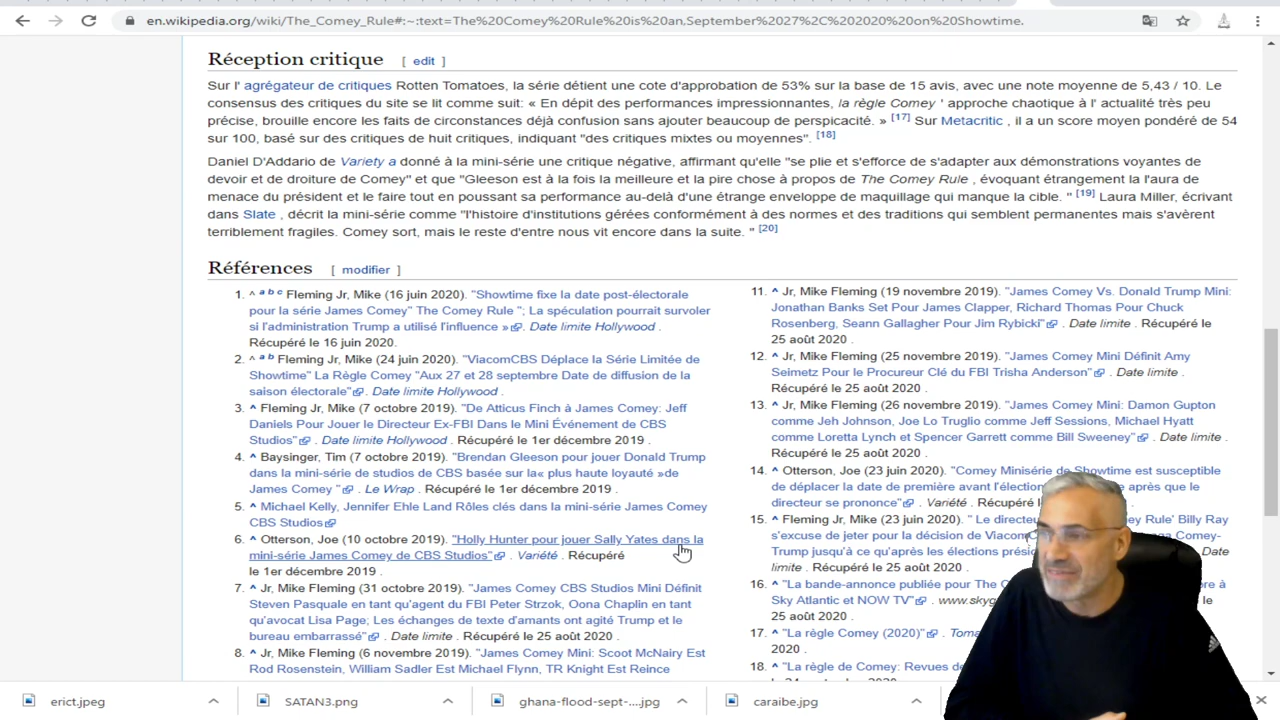 en.wikipedia.org/wiki/The_Comey_Rule#:~:text=The%20Comey%20Rule%20is%20an,September%2027%2C%202020%20on%20Showtime.
Réception critique [ edit ]
Sur l' agrégateur de critiques Rotten Tomatoes, la série détient une cote d'approbation de 53% sur la base de 15 avis, avec une note moyenne de 5,43 / 10. Le
consensus des critiques du site se lit comme suit: « En dépit des performances impressionnantes, la règle Comey ' approche chaotique à l' actualité très peu
précise, brouille encore les faits de circonstances déjà confusion sans ajouter beaucoup de perspicacité. » [17] Sur Metacritic , il a un score moyen pondéré de 54
sur 100, basé sur des critiques de huit critiques, indiquant "des critiques mixtes ou moyennes". [18]
Daniel D'Addario de Variety a donné à la mini-série une critique négative, affirmant qu'elle "se plie et s'efforce de s'adapter aux démonstrations voyantes de
devoir et de droiture de Comey" et que "Gleeson est à la fois la meilleure et la pire chose à propos de The Comey Rule , évoquant étrangement la l'aura de
menace du président et le faire tout en poussant sa performance au-delà d'une étrange enveloppe de maquillage qui manque la cible. " [19] Laura Miller, écrivant
dans Slate , décrit la mini-série comme "l'histoire d'institutions gérées conformément à des normes et des traditions qui semblent permanentes mais s'avèrent
terriblement fragiles. Comey sort, mais le reste d'entre nous vit encore dans la suite. " [20]
Références [ modifier ]
1. ^ a b c Fleming Jr, Mike (16 juin 2020). "Showtime fixe la date post-électorale
pour la série James Comey" The Comey Rule "; La spéculation pourrait survoler
si l'administration Trump a utilisé l'influence » . Date limite Hollywood .
Récupéré le 16 juin 2020.
2. ^ a b Fleming Jr, Mike (24 juin 2020). "ViacomCBS Déplace la Série Limitée de
Showtime" La Règle Comey "Aux 27 et 28 septembre Date de diffusion de la
saison électorale" . Date limite Hollywood .
3. ^ Fleming Jr, Mike (7 octobre 2019). "De Atticus Finch à James Comey: Jeff
Daniels Pour Jouer le Directeur Ex-FBI Dans le Mini Événement de CBS
Studios" . Date limite Hollywood . Récupéré le 1er décembre 2019 .
4. ^ Baysinger, Tim (7 octobre 2019). "Brendan Gleeson pour jouer Donald Trump
dans la mini-série de studios de CBS basée sur la« plus haute loyauté »de
James Comey " . Le Wrap . Récupéré le 1er décembre 2019 .
5. ^ Michael Kelly, Jennifer Ehle Land Rôles clés dans la mini-série James Comey
CBS Studios
6. ^ Otterson, Joe (10 octobre 2019). "Holly Hunter pour jouer Sally Yates dans la
mini-série James Comey de CBS Studios" . Variété . Récupéré
le 1er décembre 2019 .
7. ^ Jr, Mike Fleming (31 octobre 2019). "James Comey CBS Studios Mini Définit
Steven Pasquale en tant qu'agent du FBI Peter Strzok, Oona Chaplin en tant
qu'avocat Lisa Page; Les échanges de texte d'amants ont agité Trump et le
bureau embarrassé" . Date limite . Récupéré le 25 août 2020 .
8. ^ Jr, Mike Fleming (6 novembre 2019). "James Comey Mini: Scoot McNairy Est
Rod Rosenstein, William Sadler Est Michael Flynn, TR Knight Est Reince
11. ^ Jr, Mike Fleming (19 novembre 2019). "James Comey Vs. Donald Trump Mini:
Jonathan Banks Set Pour James Clapper, Richard Thomas Pour Chuck
Rosenberg, Seann Gallagher Pour Jim Rybicki" . Date limite . Récupéré le
25 août 2020 .
12. ^ Jr, Mike Fleming (25 novembre 2019). "James Comey Mini Définit Amy
Seimetz Pour le Procureur Clé du FBI Trisha Anderson" . Date limite .
Récupéré le 25 août 2020 .
13. ^ Jr, Mike Fleming (26 novembre 2019). "James Comey Mini: Damon Gupton
comme Jeh Johnson, Joe Lo Truglio comme Jeff Sessions, Michael Hyatt
comme Loretta Lynch et Spencer Garrett comme Bill Sweeney" . Date limite .
Récupéré le 25 août 2020 .
14. ^ Otterson, Joe (23 juin 2020). "Comey Minisérie de Showtime est susceptible
de déplacer la date de première avant l'élection après que le
directeur se prononce" . Variété . Récupéré
15. ^ Fleming Jr, Mike (23 juin 2020). " Le directeur Comey Rule' Billy Ray
s'excuse de jeter pour la décision de Comey-
Trump jusqu'à ce qu'après les élections Date
limite . Récupéré le 25 août 2020 .
16. ^ "La bande-annonce publiée pour The à
Sky Atlantic et NOW TV" . le
25 août 2020 .
17. ^ "La règle Comey (2020)" .
2020 .
18. ^ "La règle de Comey: Revues de
erict.jpeg
SATAN3.png
ghana-flood-sept-....jpg
caraibe.jpg